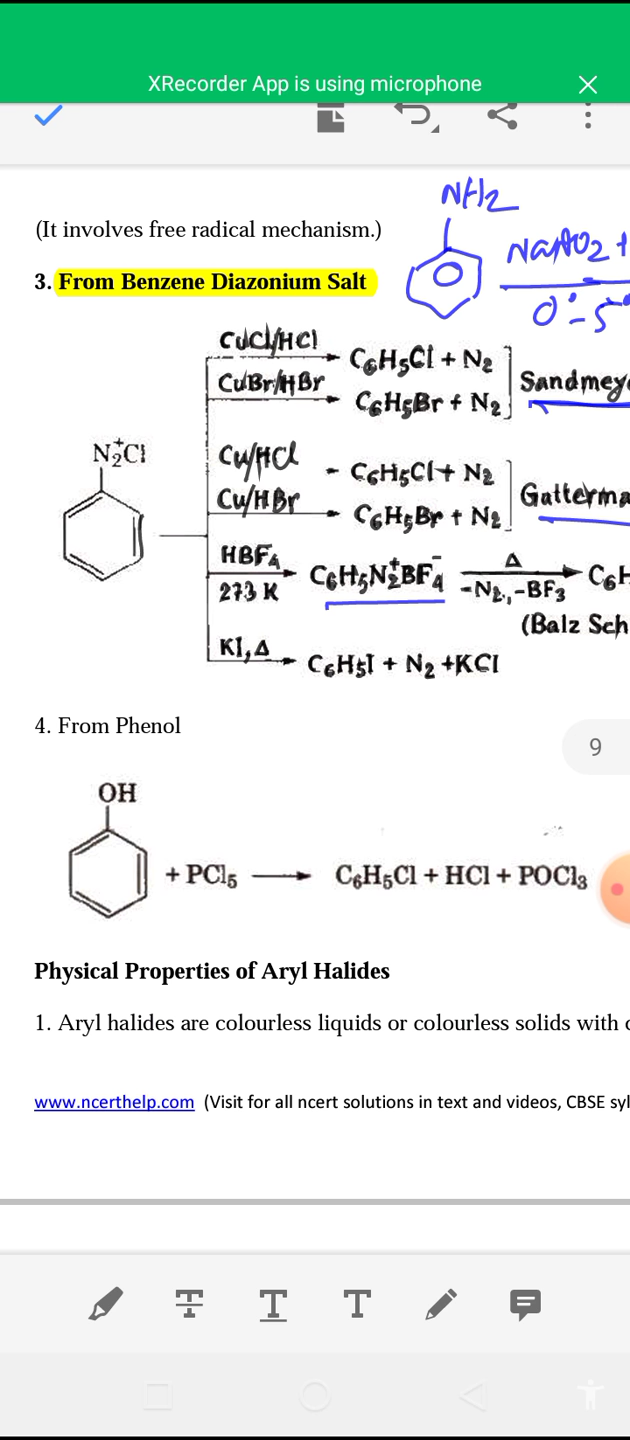 XRecorder App is using microphone
NH2
(It involves free radical mechanism.)
NaNO2 +
3. From Benzene Diazonium Salt
0°-5°
CuCl/HCl C6H5Cl + N2
CuBr/HBr C6H5Br + N2 Sandmey
N2+Cl
Cu/HCl - C6H5Cl + N2
Cu/HBr C6H5Br + N2 Gatterma
HBF4
273 K C6H5N2+BF4- Δ -N2,-BF3 C6H
(Balz Sch
KI, Δ C6H5I + N2 +KCl
4. From Phenol
9
OH
+ PCl5 → C6H5Cl + HCl + POCl3
Physical Properties of Aryl Halides
1. Aryl halides are colourless liquids or colourless solids with
www.ncerthelp.com (Visit for all ncert solutions in text and videos, CBSE syl
T T T